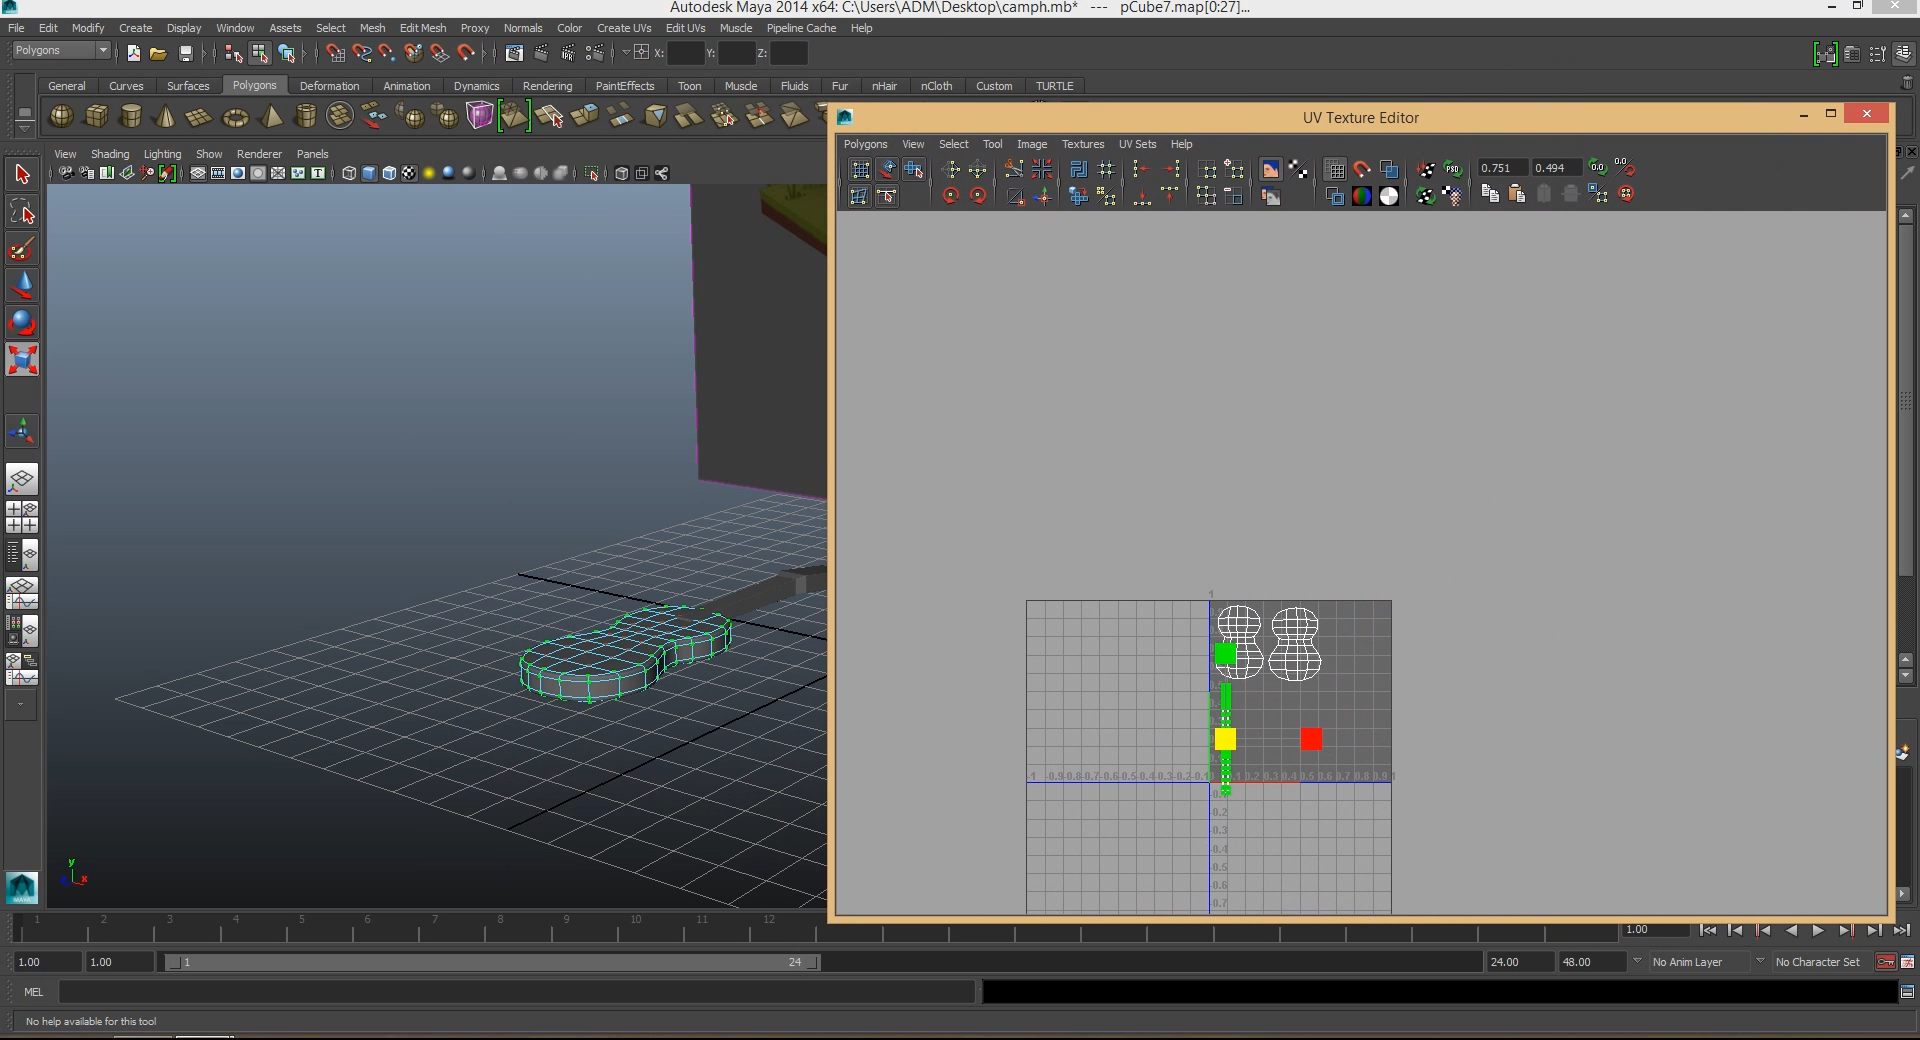 Autodesk Maya 2014 x64: C:\Users\ADM\Desktop\camph.mb* --- pCube7.map[0:27]...
File Edit Modify Create Display Window Assets Select Mesh Edit Mesh Proxy Normals Color Create UVs Edit UVs Muscle Pipeline Cache Help
Polygons X: Y: Z:
General Curves Surfaces Polygons Deformation Animation Dynamics Rendering PaintEffects Toon Muscle Fluids Fur nHair nCloth Custom TURTLE
UV Texture Editor
View Shading Lighting Show Renderer Panels
Polygons View Select Tool Image Textures UV Sets Help
0.751 0.494
1
-1 -0.9-0.8-0.7-0.6-0.5-0.4-0.3-0.2-0.1 0.1 0.2 0.3 0.4 0.5 0.6 0.7 0.8 0.9 1
-0.2
-0.3
-0.4
-0.5
-0.6
-0.7
y
x
1 2 3 4 5 6 7 8 9 10 11 12
1.00
1.00 1.00 1 24 24.00 48.00 No Anim Layer No Character Set
MEL
No help available for this tool